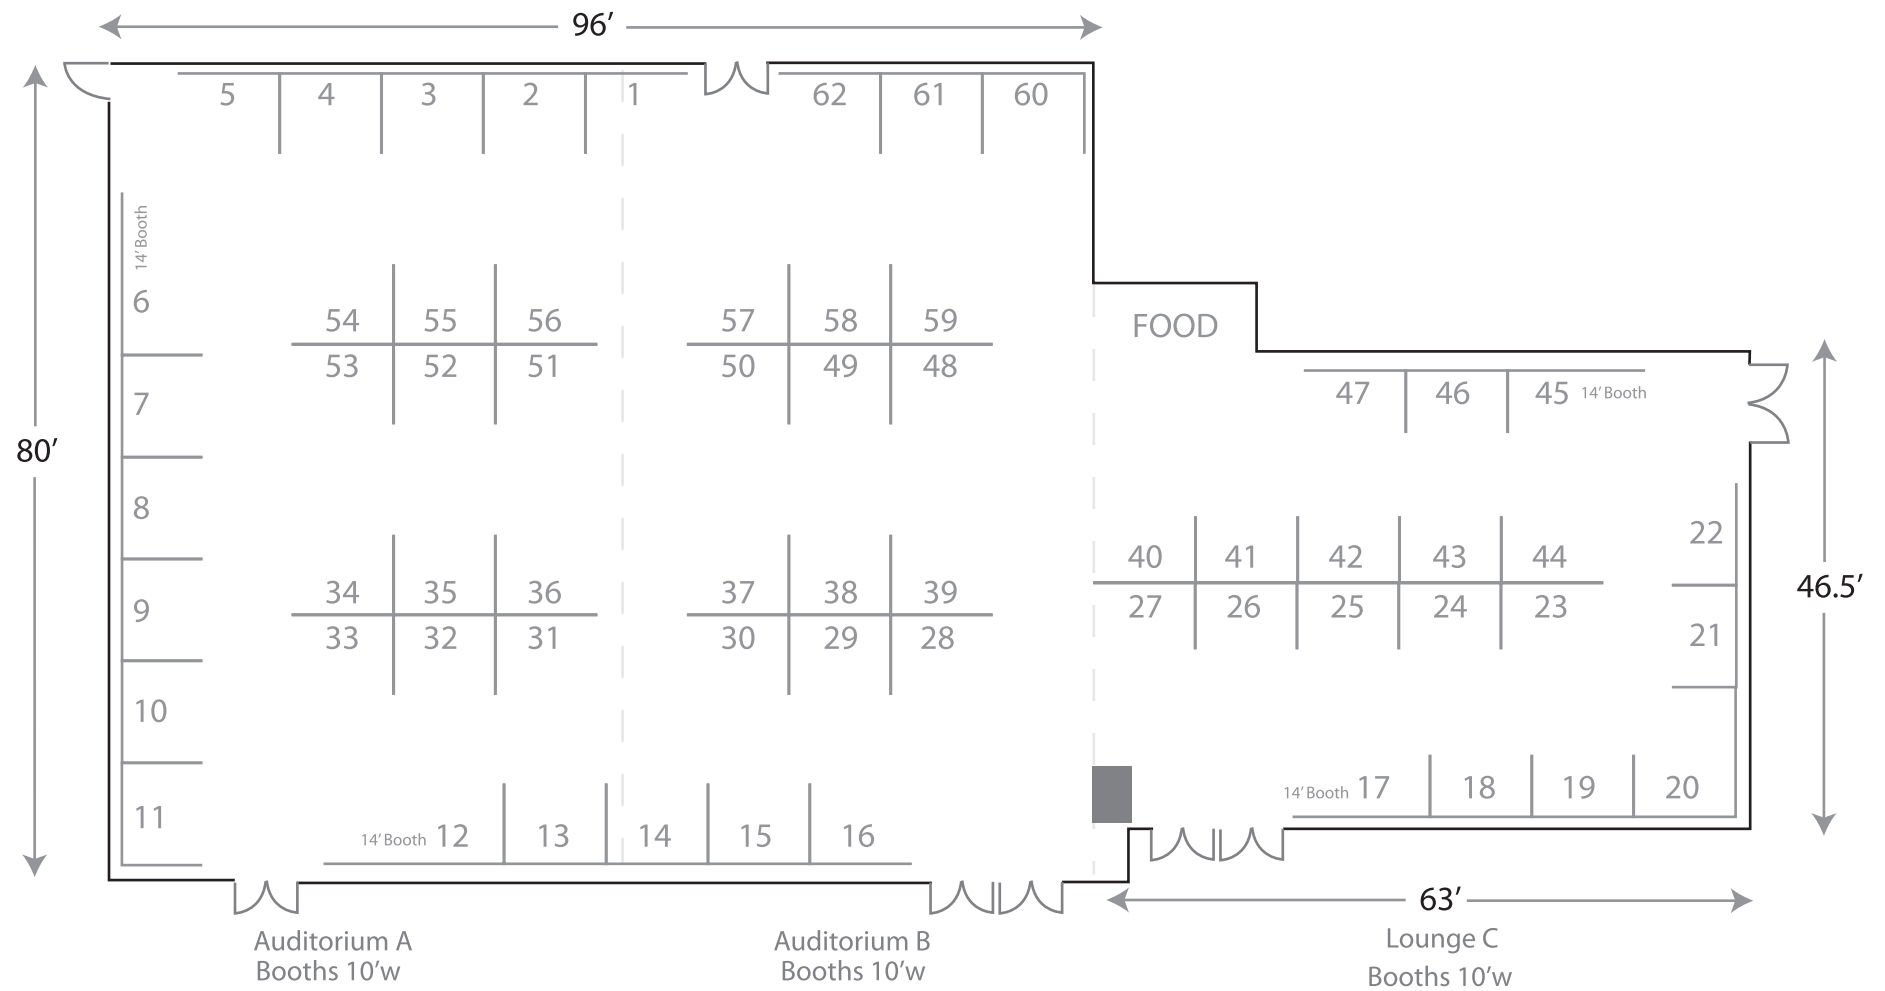 96’
5 4 3 2 1 62 61 60
14’ Booth
6
54 55 56 57 58 59
FOOD
53 52 51 50 49 48
47 46 45 14’ Booth
7
80’
8
22
40 41 42 43 44
46.5’
34 35 36 37 38 39
9
27 26 25 24 23
33 32 31 30 29 28
21
10
14’ Booth 17 18 19 20
11
14’ Booth 12 13 14 15 16
63’
Auditorium A
Booths 10’w
Auditorium B
Booths 10’w
Lounge C
Booths 10’w